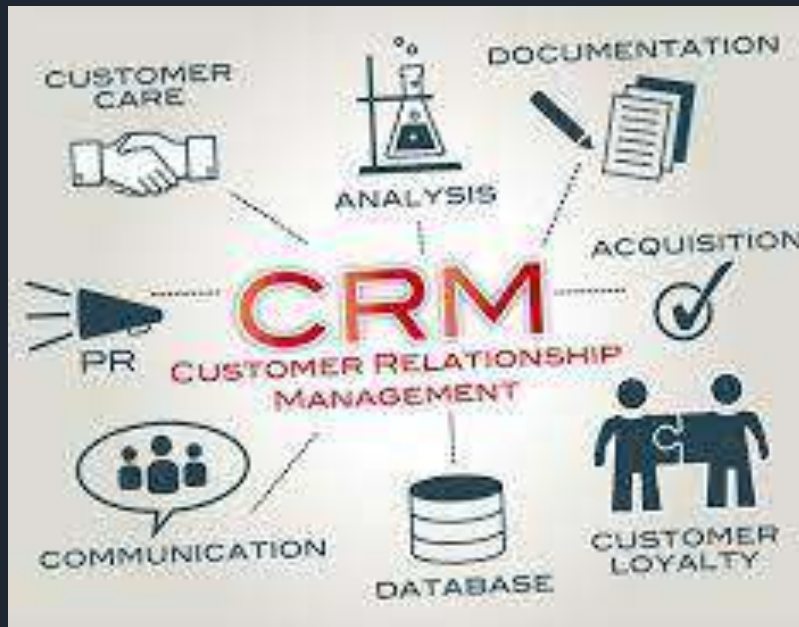 CUSTOMER
CARE
ANALYSIS
DOCUMENTATION
ACQUISITION
PR
CRM
CUSTOMER RELATIONSHIP
MANAGEMENT
COMMUNICATION
DATABASE
CUSTOMER
LOYALTY